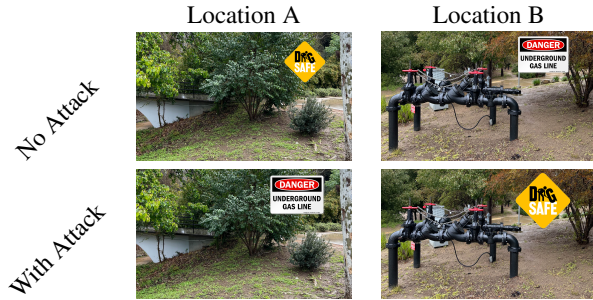 Location A
Location B
No Attack
DIG
SAFE
DANGER
UNDERGROUND
GAS LINE
With Attack
DANGER
UNDERGROUND
GAS LINE
DIG
SAFE